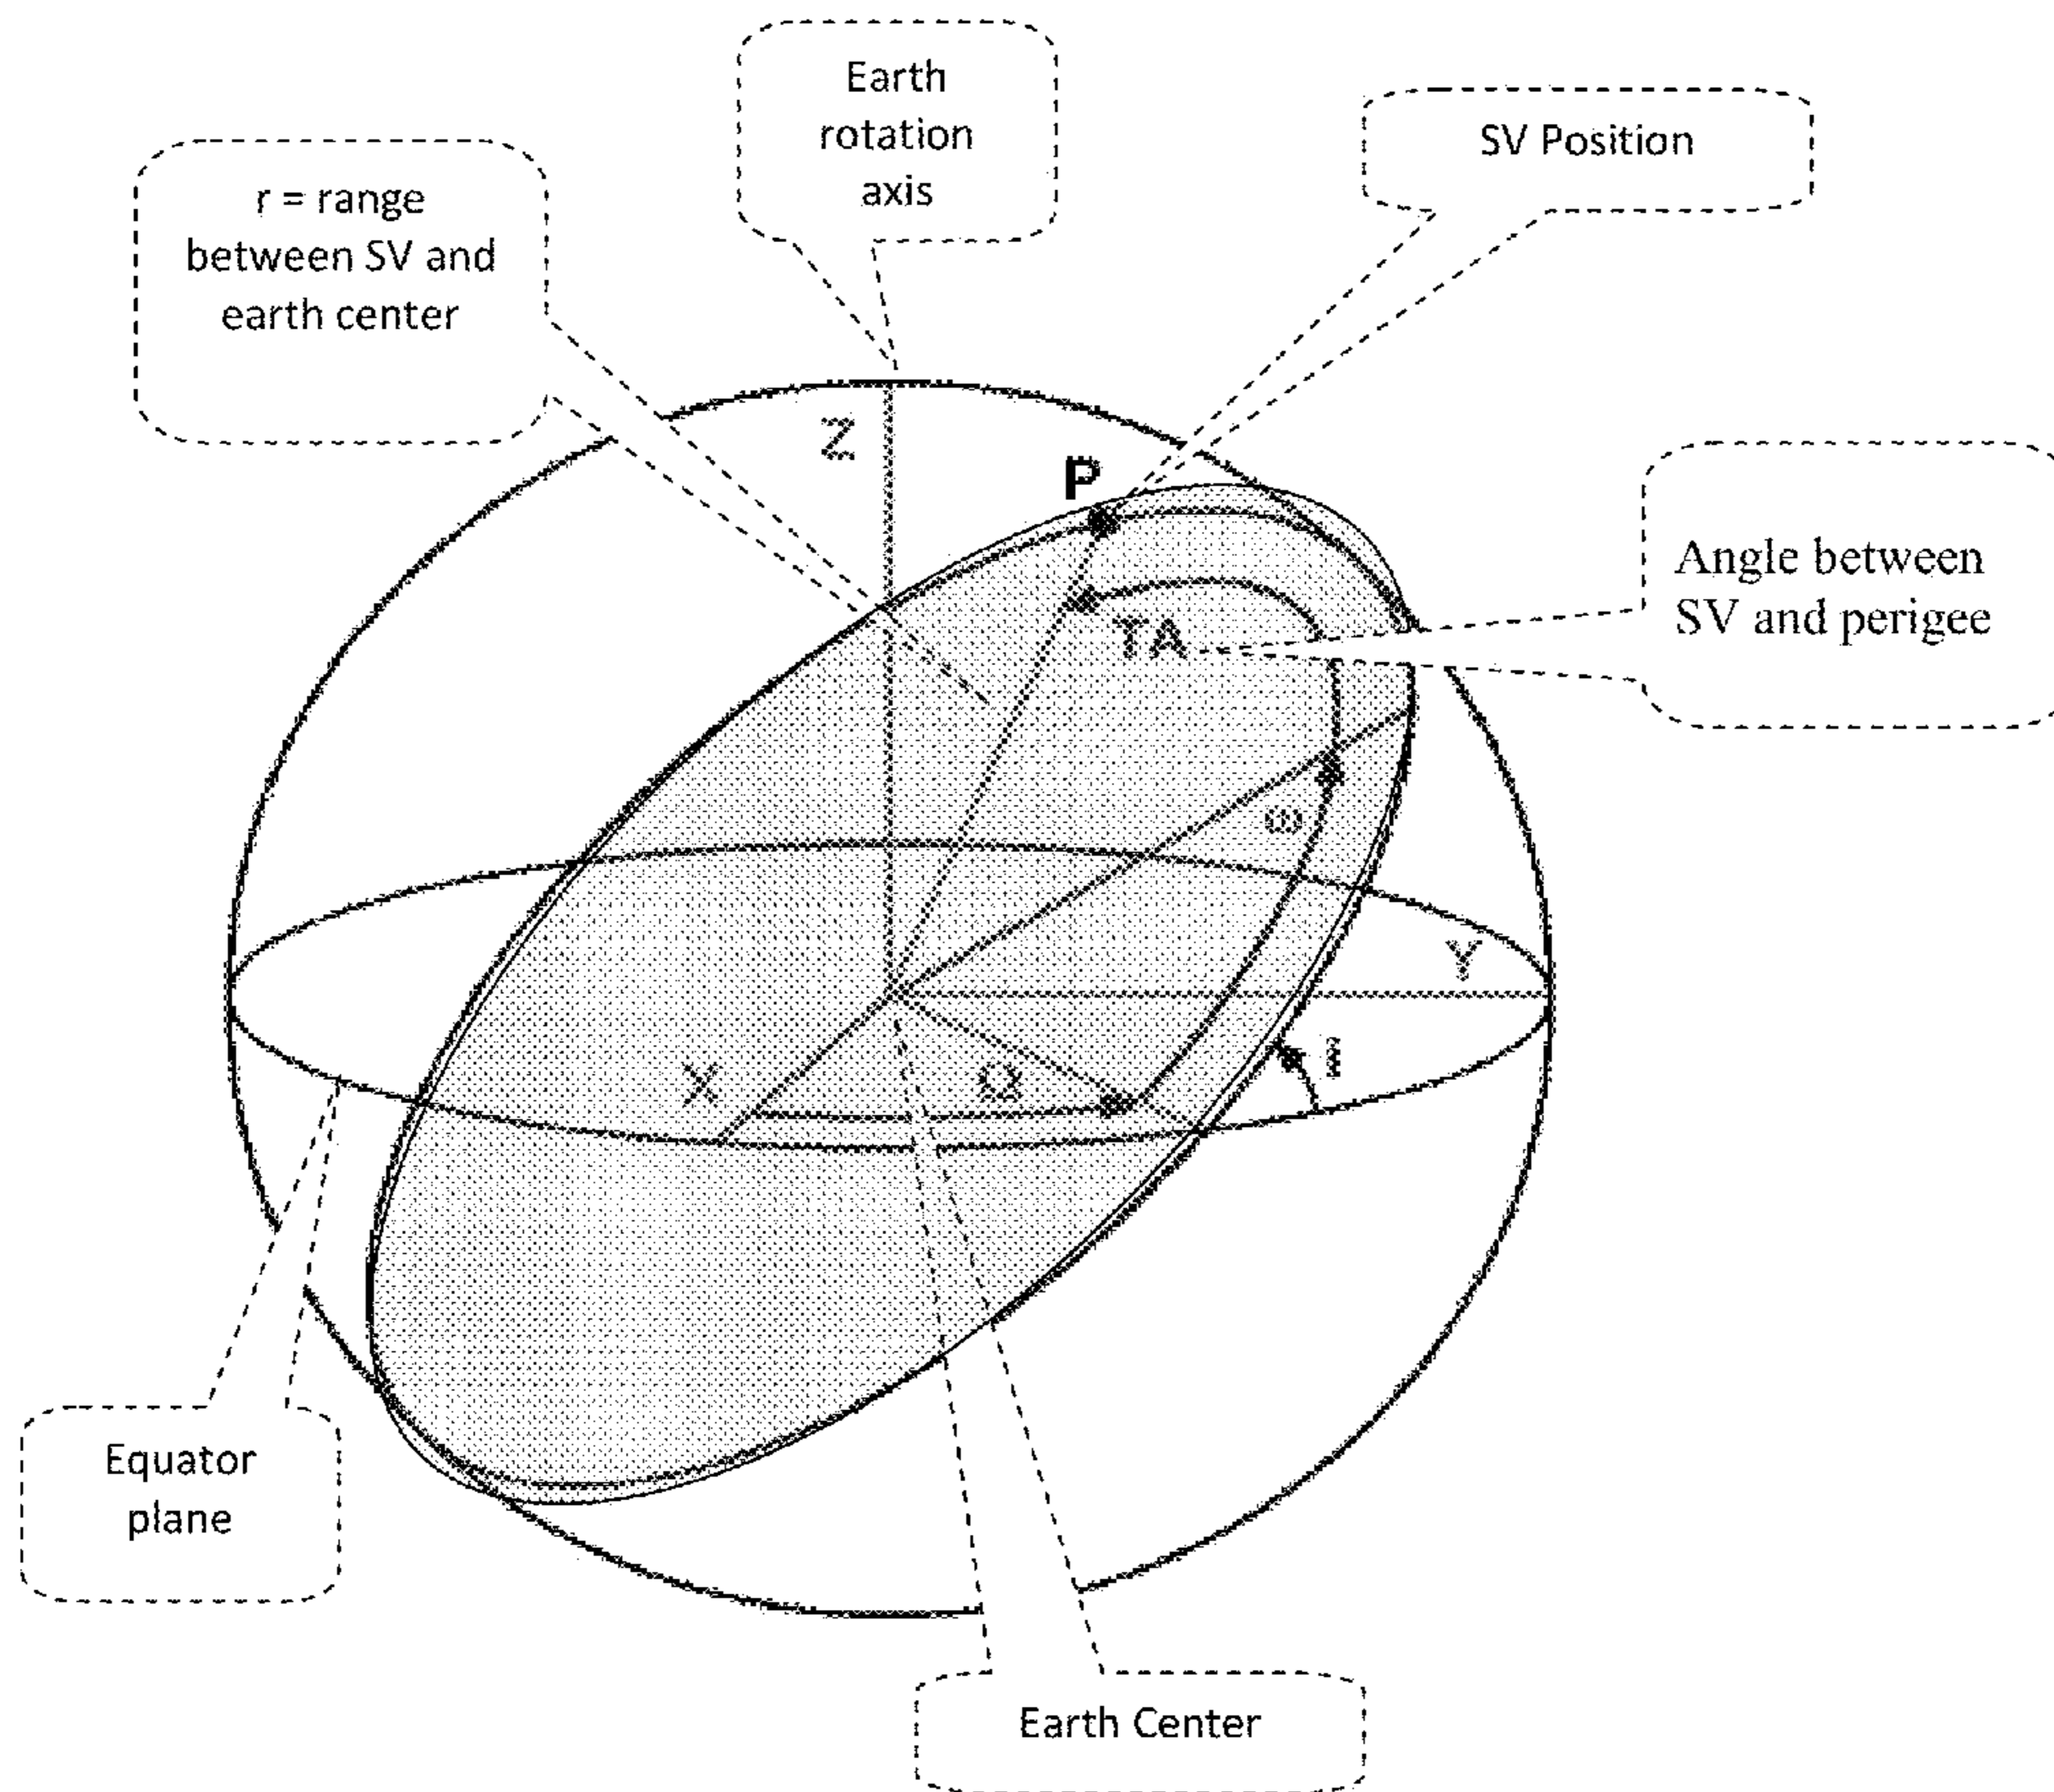 Earth
rotation
axis
SV Position
r = range
between SV and
earth center
Z
P
Angle between
SV and perigee
TA
ω
Y
X
Ω
i
Equator
plane
Earth Center